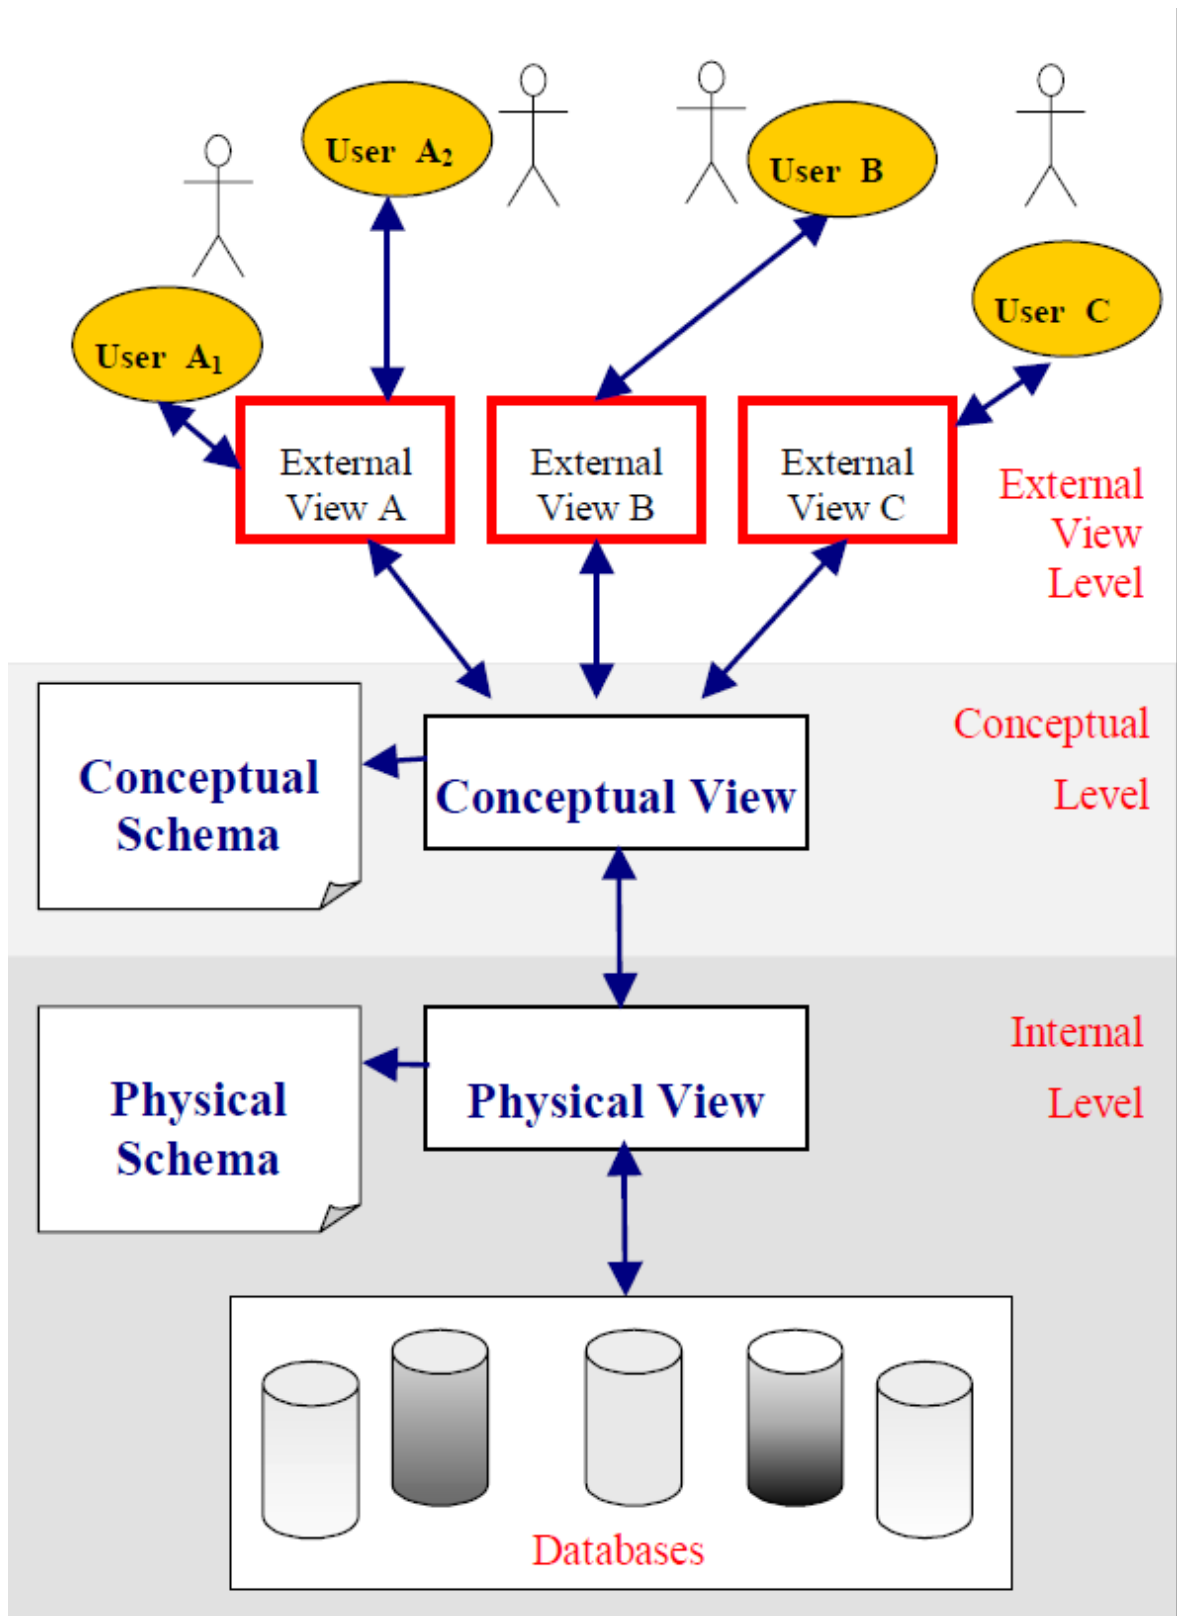 User A₂
User B
User C
User A₁
External
View A
External
View B
External
View C
External
View
Level
Conceptual
Schema
Conceptual View
Conceptual
Level
Physical
Schema
Physical View
Internal
Level
Databases